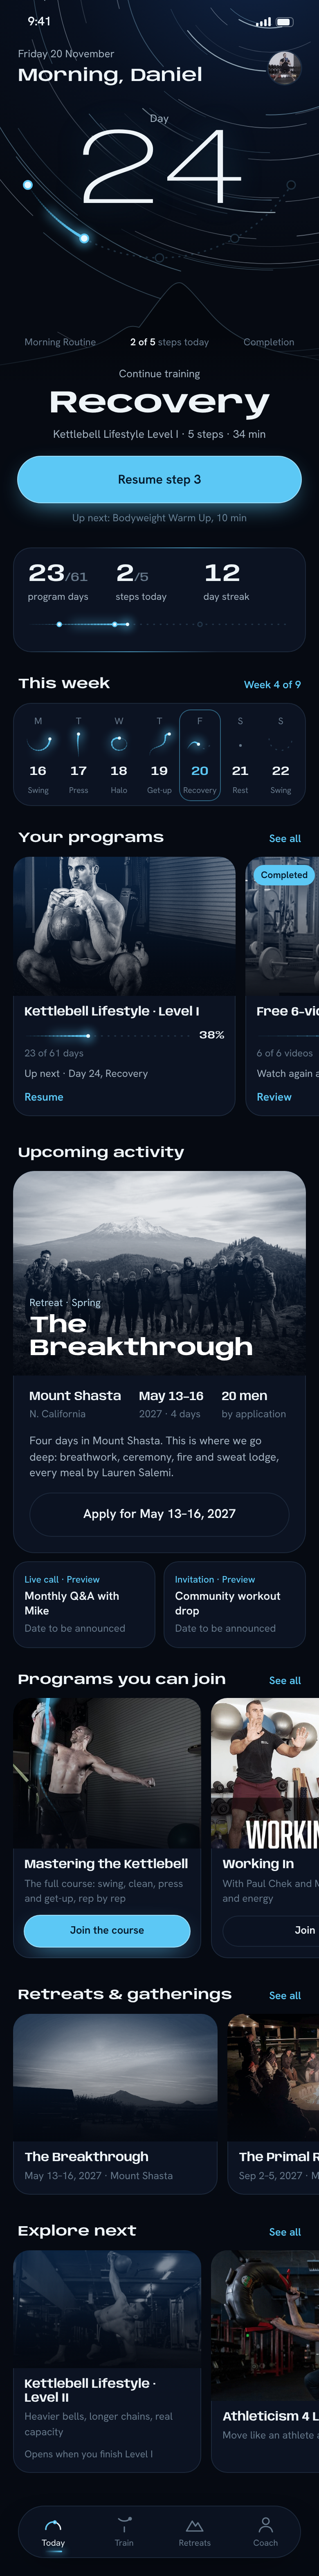 9:41
Friday 20 November
Morning, Daniel
Day
24
Morning Routine
2 of 5 steps today
Completion
Continue training
Recovery
Kettlebell Lifestyle Level I · 5 steps · 34 min
Resume step 3
Up next: Bodyweight Warm Up, 10 min
23/61 2/5 12
program days steps today day streak
This week Week 4 of 9
M T W T F S S
16 17 18 19 20 21 22
Swing Press Halo Get-up Recovery Rest Swing
Your programs See all
Completed
Kettlebell Lifestyle · Level I
38%
23 of 61 days
Up next · Day 24, Recovery
Resume
Free 6-vi
6 of 6 videos
Watch again a
Review
Upcoming activity
Retreat · Spring
The
Breakthrough
Mount Shasta May 13–16 20 men
N. California 2027 · 4 days by application
Four days in Mount Shasta. This is where we go
deep: breathwork, ceremony, fire and sweat lodge,
every meal by Lauren Salemi.
Apply for May 13–16, 2027
Live call · Preview
Monthly Q&A with
Mike
Date to be announced
Invitation · Preview
Community workout
drop
Date to be announced
Programs you can join See all
Mastering the Kettlebell
The full course: swing, clean, press
and get-up, rep by rep
Join the course
WORKIN
Working In
With Paul Chek and M
and energy
Join
Retreats & gatherings See all
The Breakthrough
May 13–16, 2027 · Mount Shasta
The Primal R
Sep 2–5, 2027 · M
Explore next See all
Kettlebell Lifestyle ·
Level II
Heavier bells, longer chains, real
capacity
Opens when you finish Level I
Athleticism 4 L
Move like an athlete a
Today Train Retreats Coach